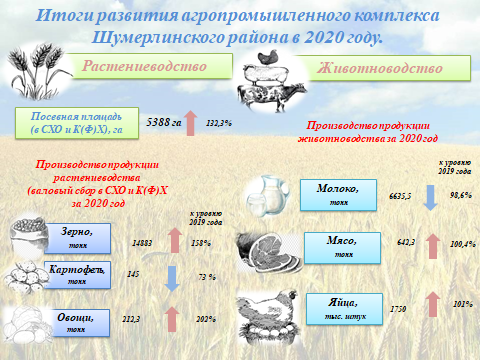 Итоги развития агропромышленного комплекса
Шумерлинского района в 2020 году.
Растениеводство
Животноводство
Посевная площадь
(в СХО и К(Ф)Х), га
5388 га
132,3%
Производство продукции
животноводства за 2020 год
Производство продукции
растениеводства
(валовый сбор в СХО и К(Ф)Х
за 2020 год
к уровню
2019 года
Зерно,
тонн
14883
158%
Картофель,
тонн
145
73 %
Овощи,
тонн
212,3
202%
к уровню
2019 года
Молоко,
тонн
6635,5
98,6%
Мясо,
тонн
642,3
100,4%
Яйца,
тыс. штук
1750
101%